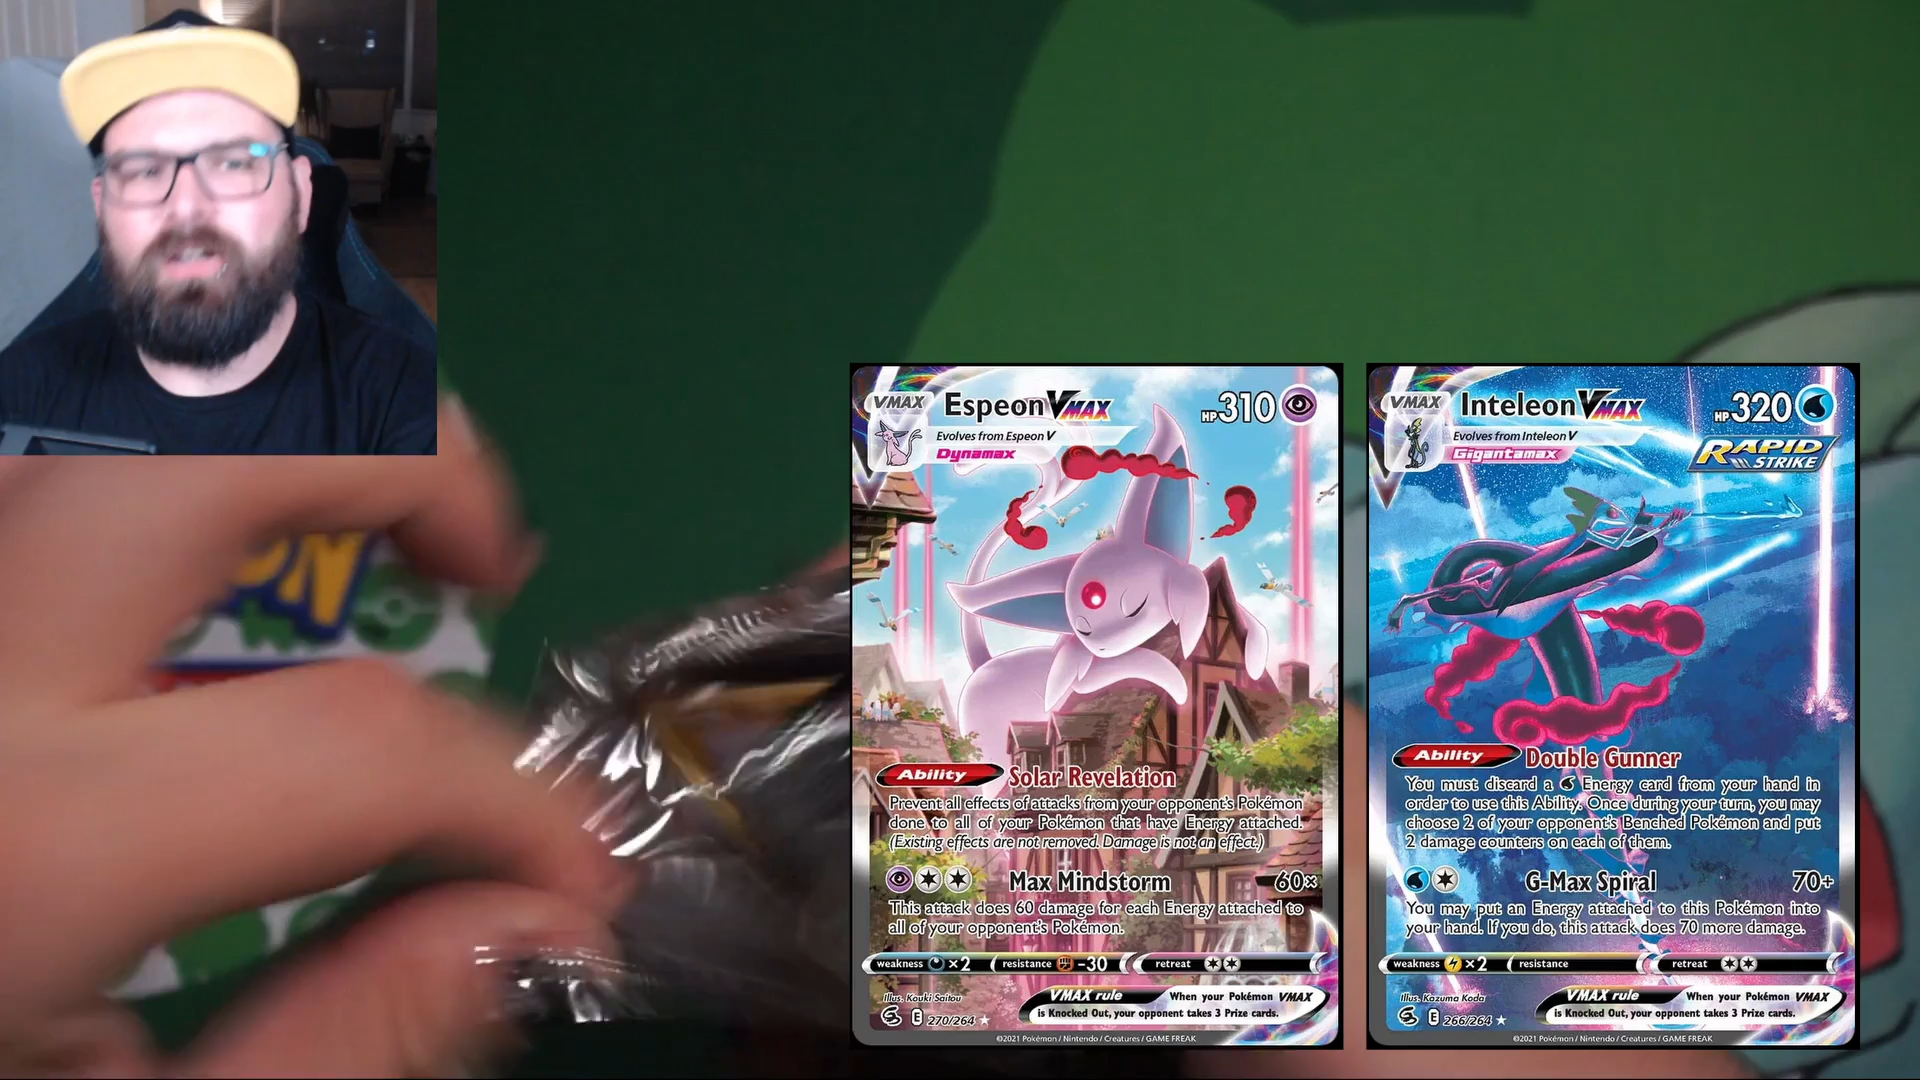 ON
VMAX
Espeon VMAX
HP 310
Evolves from Espeon V
Dynamax
Ability Solar Revelation
Prevent all effects of attacks from your opponent's Pokémon
done to all of your Pokémon that have Energy attached.
(Existing effects are not removed. Damage is not an effect.)
Max Mindstorm 60×
This attack does 60 damage for each Energy attached to
all of your opponent's Pokémon.
weakness ×2 resistance -30 retreat
Illus. Kouki Saitou
E 270/264 ★
VMAX rule When your Pokémon VMAX
is Knocked Out, your opponent takes 3 Prize cards.
©2021 Pokémon / Nintendo / Creatures / GAME FREAK
VMAX
Inteleon VMAX
HP 320
Evolves from Inteleon V
Gigantamax
RAPID
STRIKE
Ability Double Gunner
You must discard a Energy card from your hand in
order to use this Ability. Once during your turn, you may
choose 2 of your opponent's Benched Pokémon and put
2 damage counters on each of them.
G-Max Spiral 70+
You may put an Energy attached to this Pokémon into
your hand. If you do, this attack does 70 more damage.
weakness ×2 resistance retreat
Illus. Kazuma Koda
E 266/264 ★
VMAX rule When your Pokémon VMAX
is Knocked Out, your opponent takes 3 Prize cards.
©2021 Pokémon / Nintendo / Creatures / GAME FREAK